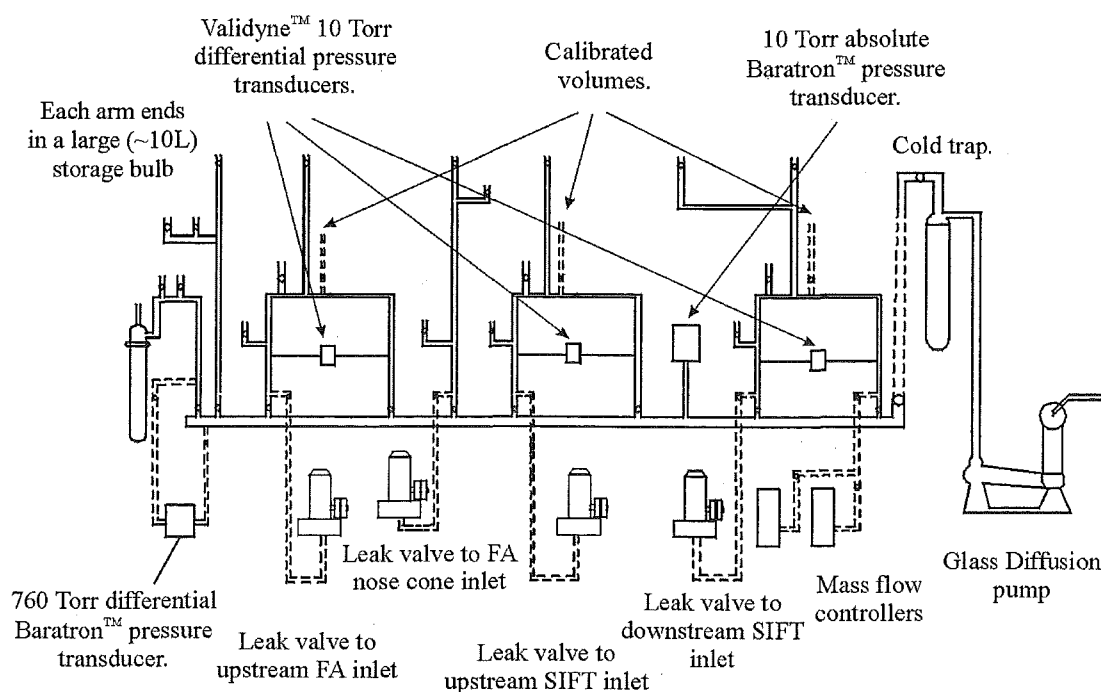 Validyne™ 10 Torr
differential pressure
transducers.
Calibrated
volumes.
10 Torr absolute
Baratron™ pressure
transducer.
Each arm ends
in a large (~10L)
storage bulb
Cold trap.
Leak valve to FA
nose cone inlet
Glass Diffusion
pump
Mass flow
controllers
760 Torr differential
Baratron™ pressure
transducer.
Leak valve to
upstream FA inlet
Leak valve to
upstream SIFT inlet
Leak valve to
downstream SIFT
inlet